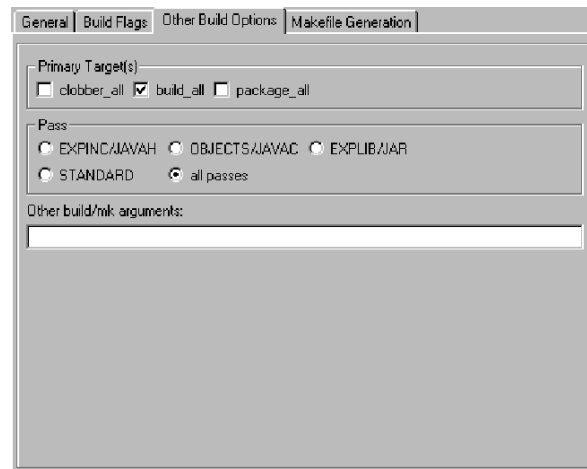 General Build Flags Other Build Options Makefile Generation
Primary Target(s)
clobber_all build_all package_all
Pass
EXPINC/JAVAH OBJECTS/JAVAC EXPLIB/JAR
STANDARD all passes
Other build/mk arguments: